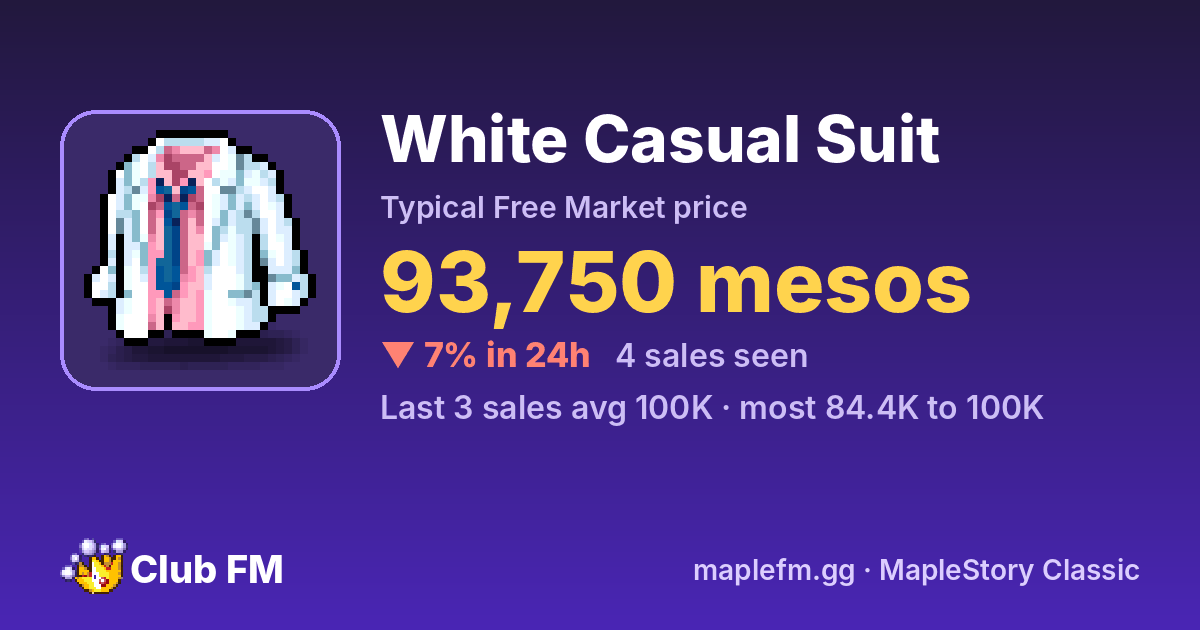 White Casual Suit
Typical Free Market price
93,750 mesos
▼ 7% in 24h 4 sales seen
Last 3 sales avg 100K · most 84.4K to 100K
Club FM
maplefm.gg · MapleStory Classic